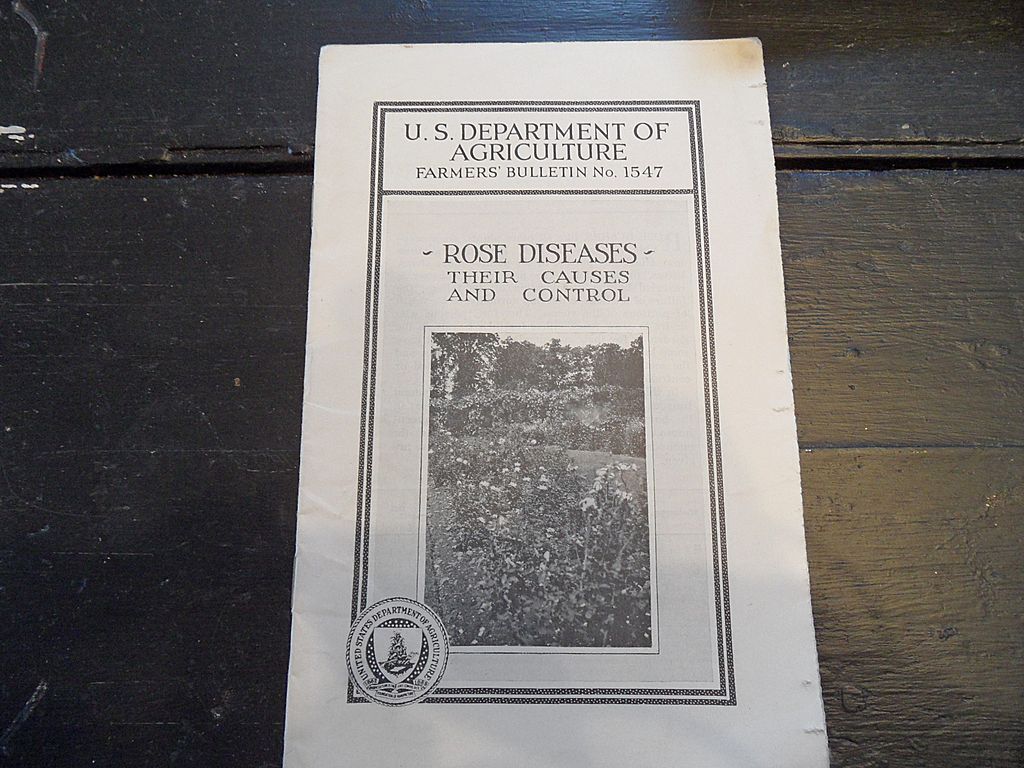 U. S. DEPARTMENT OF
AGRICULTURE
FARMERS' BULLETIN No. 1547
- ROSE DISEASES -
THEIR CAUSES
AND CONTROL
UNITED STATES DEPARTMENT OF AGRICULTURE